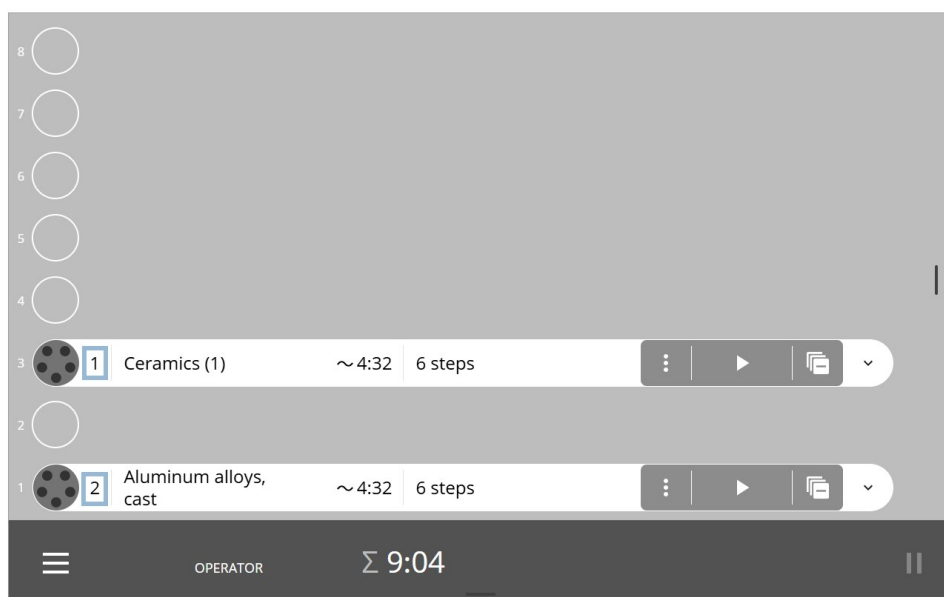 8
7
6
5
4
3 1 Ceramics (1) ~ 4:32 6 steps
2
1 2 Aluminum alloys,
cast ~ 4:32 6 steps
OPERATOR Σ 9:04